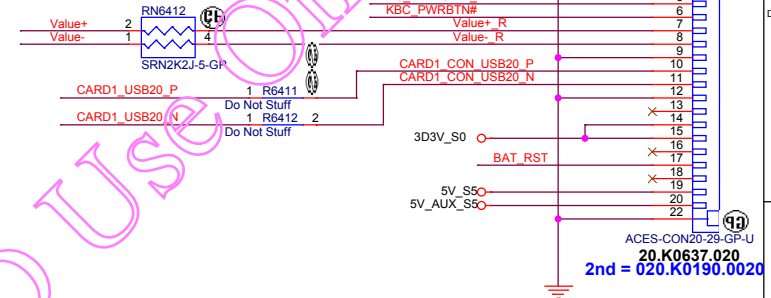 RN6412
KBC_PWRBTN#
6
Value+ 2 3 Value+_R 7
Value- 1 4 Value-_R 8
9
SRN2K2J-5-GP CARD1_CON_USB20_P 10
CARD1_CON_USB20_N 11
CARD1_USB20_P 1 R6411 12
Do Not Stuff 13
CARD1_USB20_N 1 R6412 2 14
Do Not Stuff 3D3V_S0 15
16
BAT_RST 17
18
5V_S5 19
5V_AUX_S5 20
22
ACES-CON20-29-GP-U
20.K0637.020
2nd = 020.K0190.0020
O Use On